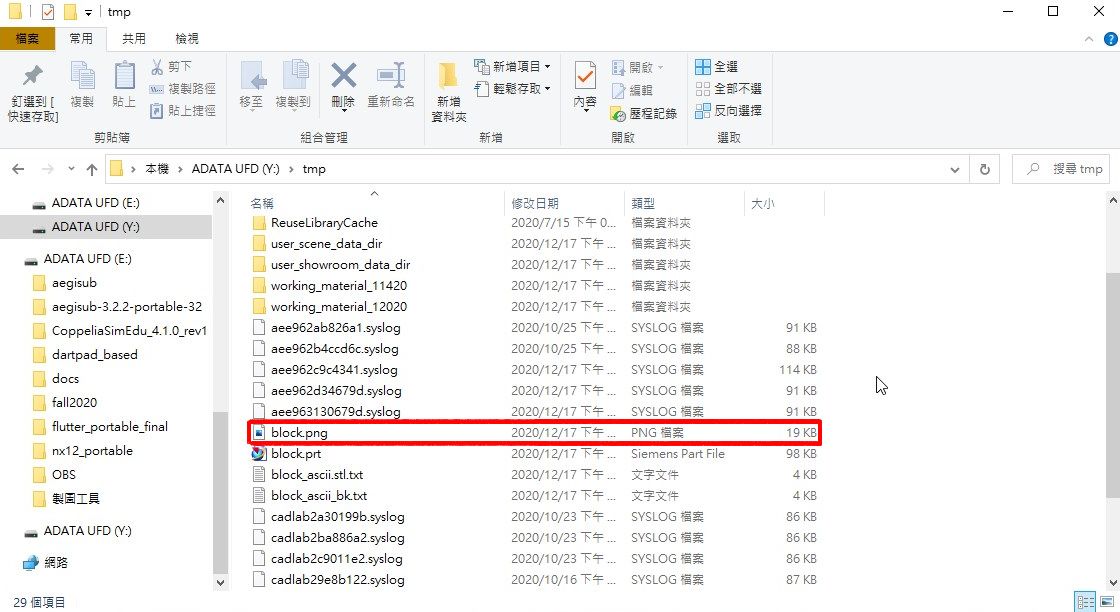 tmp
檔案 常用 共用 檢視
釘選到 [快速存取]
複製
貼上
剪下
複製路徑
貼上捷徑
剪貼簿
移至
複製到
刪除
重新命名
組合管理
新增資料夾
新增項目
輕鬆存取
新增
內容
開啟
編輯
歷程記錄
開啟
全選
全部不選
反向選擇
選取
本機 › ADATA UFD (Y:) › tmp
搜尋 tmp
ADATA UFD (E:)
ADATA UFD (Y:)
ADATA UFD (E:)
aegisub
aegisub-3.2.2-portable-32
CoppeliaSimEdu_4.1.0_rev1
dartpad_based
docs
fall2020
flutter_portable_final
nx12_portable
OBS
製圖工具
ADATA UFD (Y:)
網路
名稱 修改日期 類型 大小
ReuseLibraryCache 2020/7/15 下午 0... 檔案資料夾
user_scene_data_dir 2020/12/17 下午 ... 檔案資料夾
user_showroom_data_dir 2020/12/17 下午 ... 檔案資料夾
working_material_11420 2020/12/17 下午 ... 檔案資料夾
working_material_12020 2020/12/17 下午 ... 檔案資料夾
aee962ab826a1.syslog 2020/10/25 下午 ... SYSLOG 檔案 91 KB
aee962b4ccd6c.syslog 2020/10/25 下午 ... SYSLOG 檔案 88 KB
aee962c9c4341.syslog 2020/12/17 下午 ... SYSLOG 檔案 114 KB
aee962d34679d.syslog 2020/12/17 下午 ... SYSLOG 檔案 91 KB
aee963130679d.syslog 2020/12/17 下午 ... SYSLOG 檔案 91 KB
block.png 2020/12/17 下午 ... PNG 檔案 19 KB
block.prt 2020/12/17 下午 ... Siemens Part File 98 KB
block_ascii.stl.txt 2020/12/17 下午 ... 文字文件 4 KB
block_ascii_bk.txt 2020/12/17 下午 ... 文字文件 4 KB
cadlab2a30199b.syslog 2020/10/23 下午 ... SYSLOG 檔案 86 KB
cadlab2ba886a2.syslog 2020/10/23 下午 ... SYSLOG 檔案 86 KB
cadlab2c9011e2.syslog 2020/10/23 下午 ... SYSLOG 檔案 86 KB
cadlab29e8b122.syslog 2020/10/16 下午 ... SYSLOG 檔案 87 KB
29 個項目